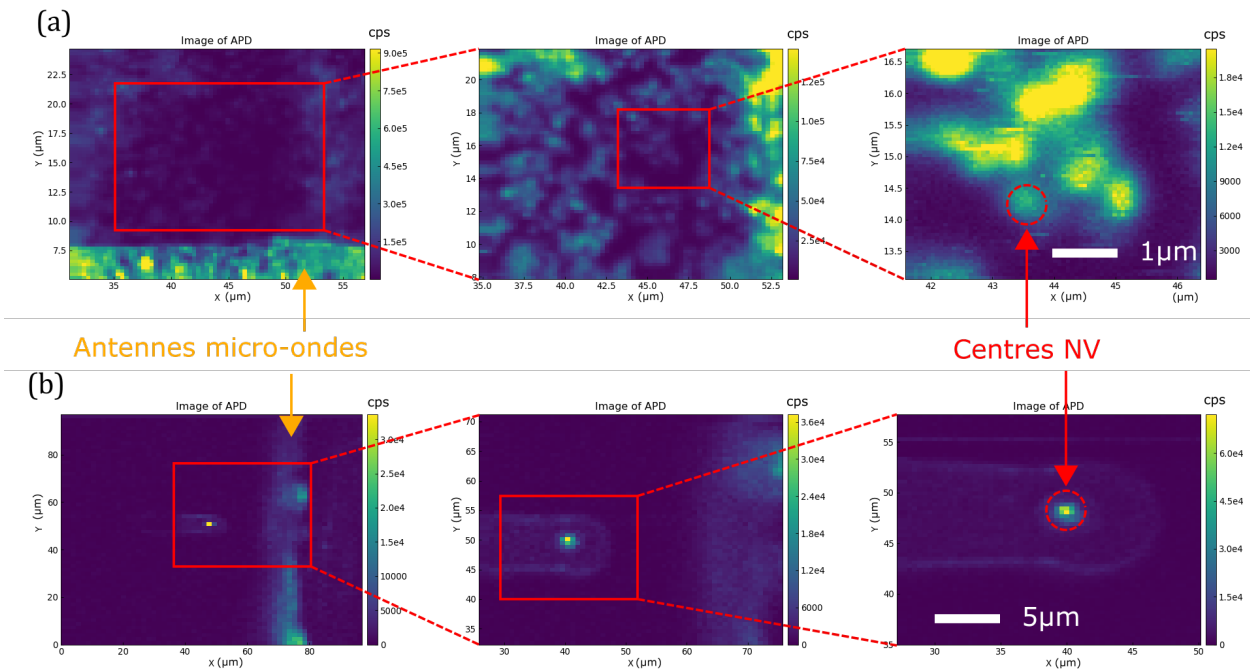 (a)
Image of APD
cps
9.0e5
7.5e5
6.0e5
4.5e5
3.0e5
1.5e5
22.5
20.0
17.5
15.0
12.5
10.0
7.5
Y (μm)
35
40
45
50
55
X (μm)
Image of APD
cps
1.2e5
1.0e5
7.5e4
5.0e4
2.5e4
20
18
16
14
12
10
8
Y (μm)
35.0
37.5
40.0
42.5
45.0
47.5
50.0
52.5
X (μm)
Image of APD
cps
1.8e4
1.5e4
1.2e4
9000
6000
3000
16.5
16.0
15.5
15.0
14.5
14.0
13.5
13.0
Y (μm)
1μm
42
43
44
45
46
X (μm)
(μm)
Antennes micro-ondes
Centres NV
(b)
Image of APD
cps
3.0e4
2.5e4
2.0e4
1.5e4
10000
5000
0
80
60
40
20
0
Y (μm)
0
20
40
60
80
X (μm)
Image of APD
cps
3.6e4
3.0e4
2.4e4
1.8e4
1.2e4
6000
0
70
65
60
55
50
45
40
35
Y (μm)
30
40
50
60
70
X (μm)
Image of APD
cps
6.0e4
4.5e4
3.0e4
1.5e4
0
55
50
45
40
35
Y (μm)
5μm
30
35
40
45
50
X (μm)